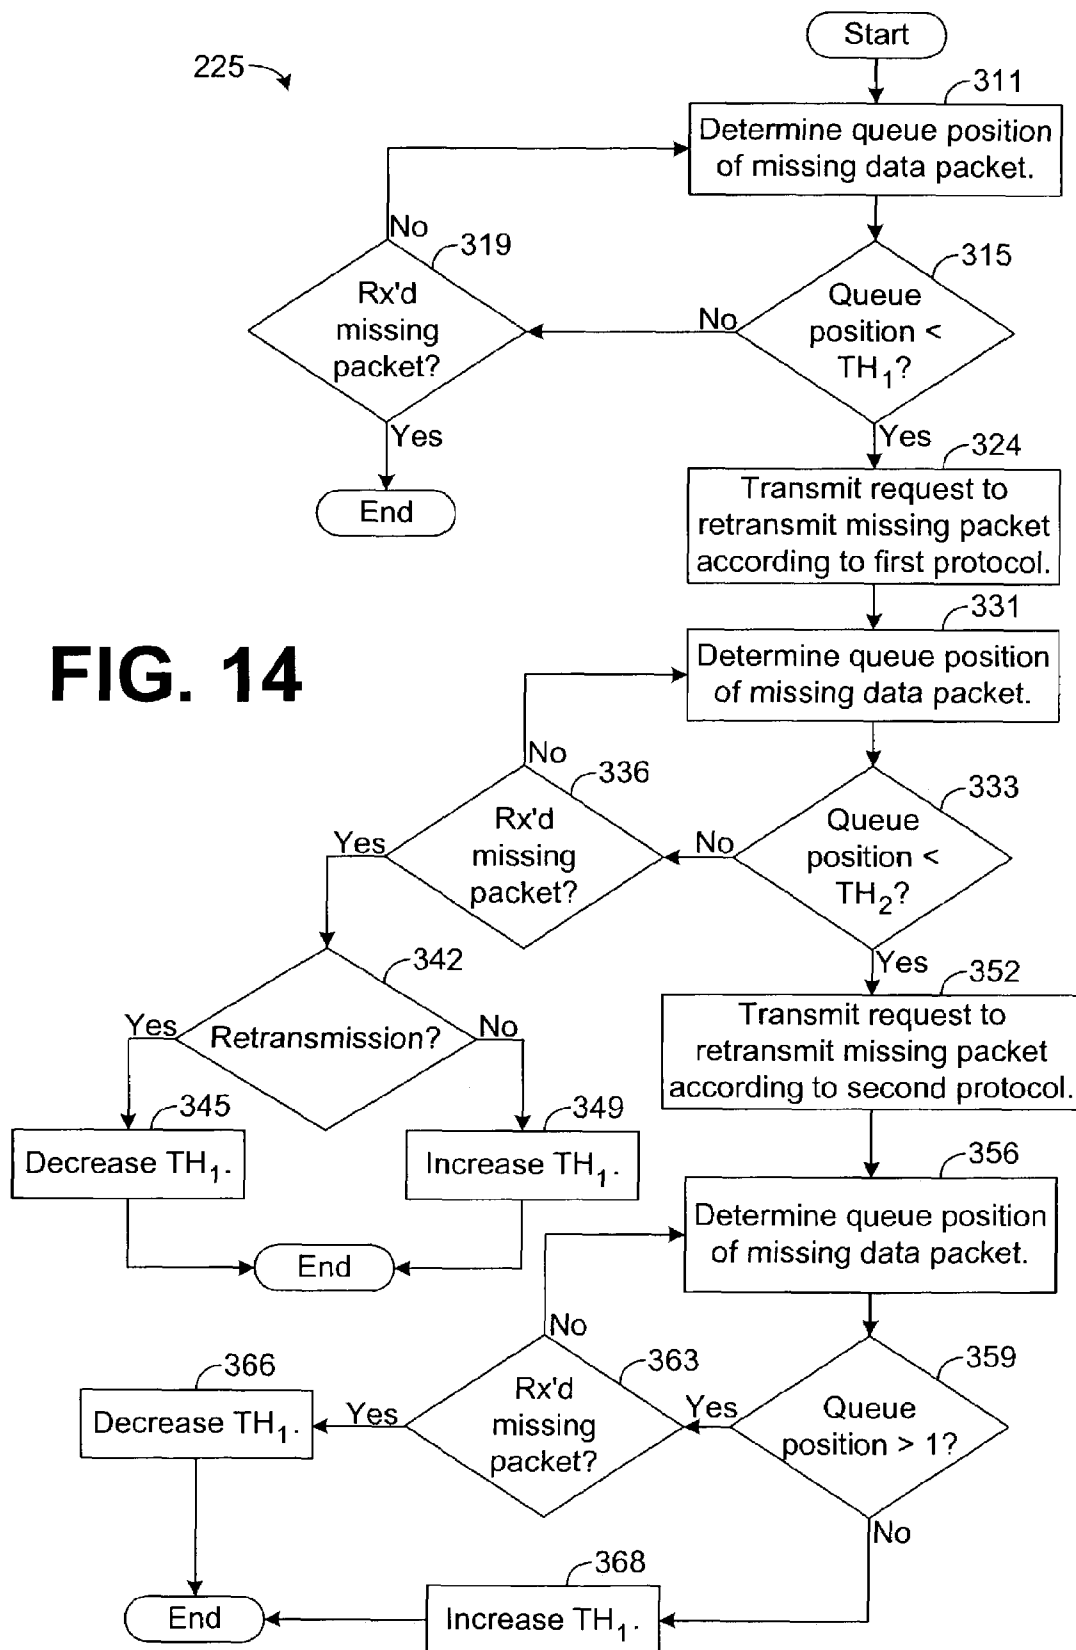 Start
225
311
Determine queue position
of missing data packet.
No
319
315
Rx'd
missing
packet?
No
Queue
position <
TH1?
Yes
Yes
324
End
Transmit request to
retransmit missing packet
according to first protocol.
331
FIG. 14
Determine queue position
of missing data packet.
No
336
333
Yes
Rx'd
missing
packet?
No
Queue
position <
TH2?
342
Yes
352
Yes
Retransmission?
No
Transmit request to
retransmit missing packet
according to second protocol.
345
349
Decrease TH1.
Increase TH1.
356
Determine queue position
of missing data packet.
End
No
363
359
366
Decrease TH1.
Yes
Rx'd
missing
packet?
Yes
Queue
position > 1?
No
368
End
Increase TH1.